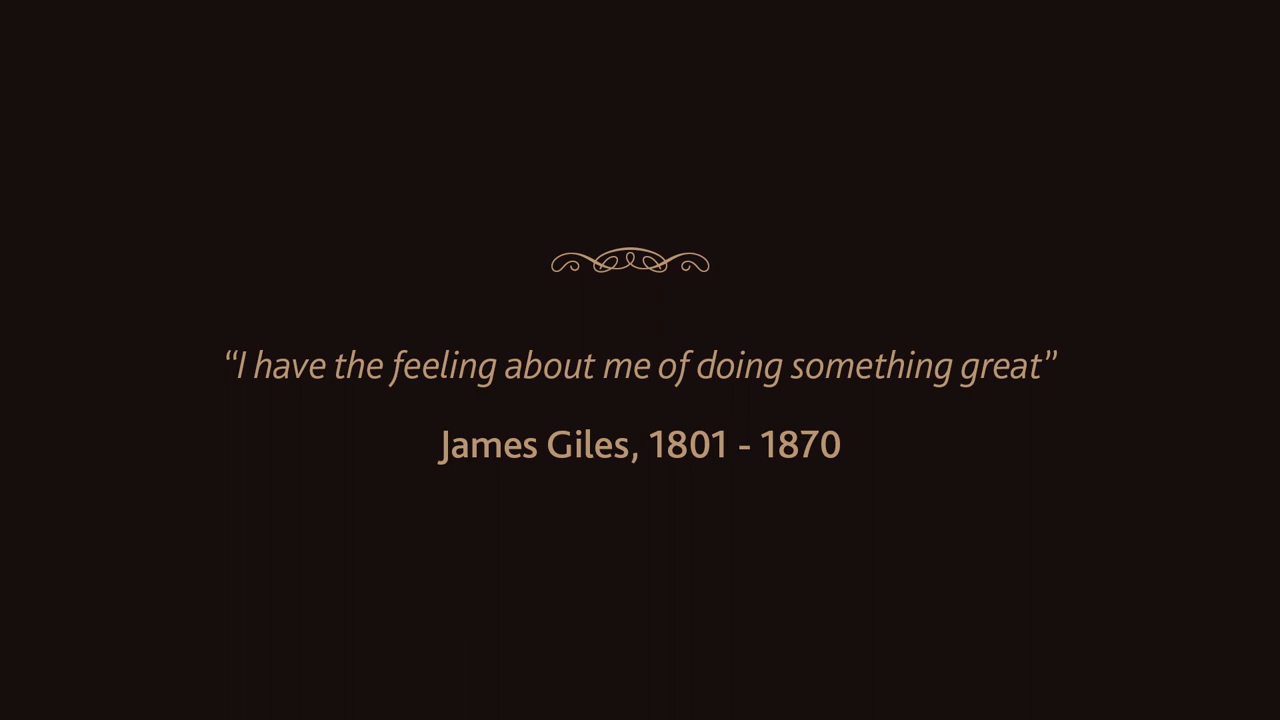 “I have the feeling about me of doing something great”
James Giles, 1801 - 1870